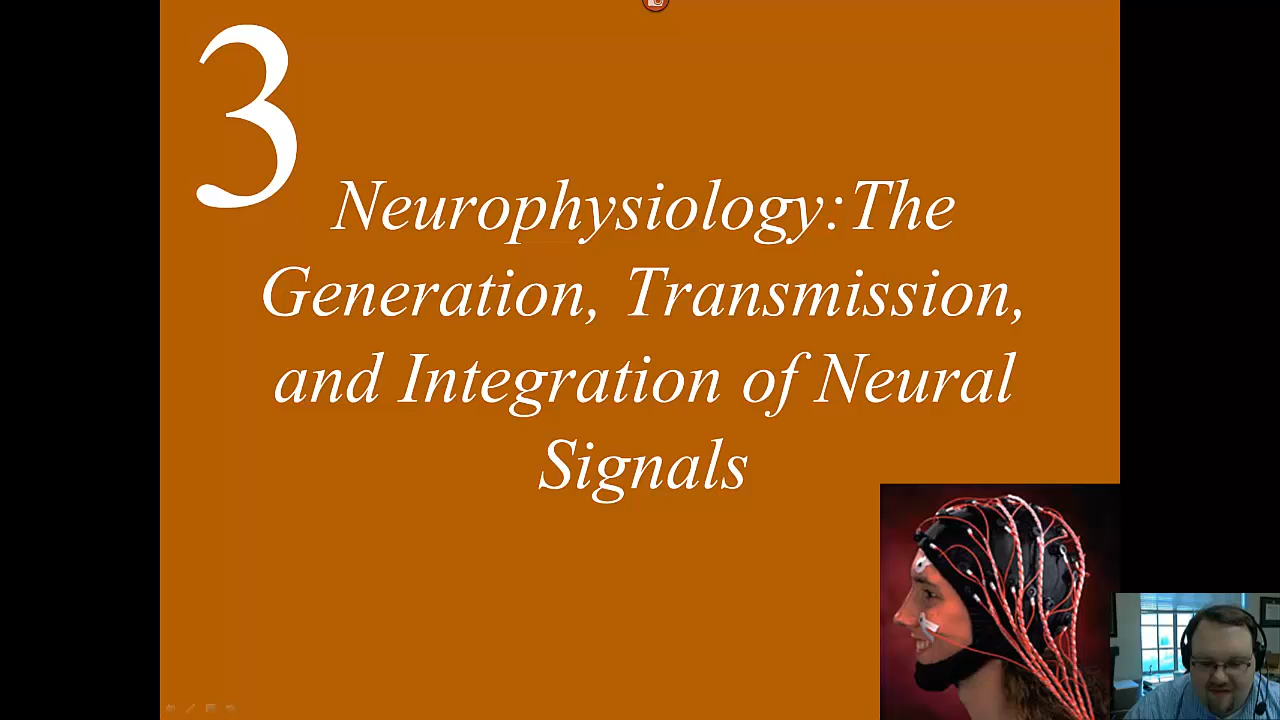 3
Neurophysiology:The
Generation, Transmission,
and Integration of Neural
Signals